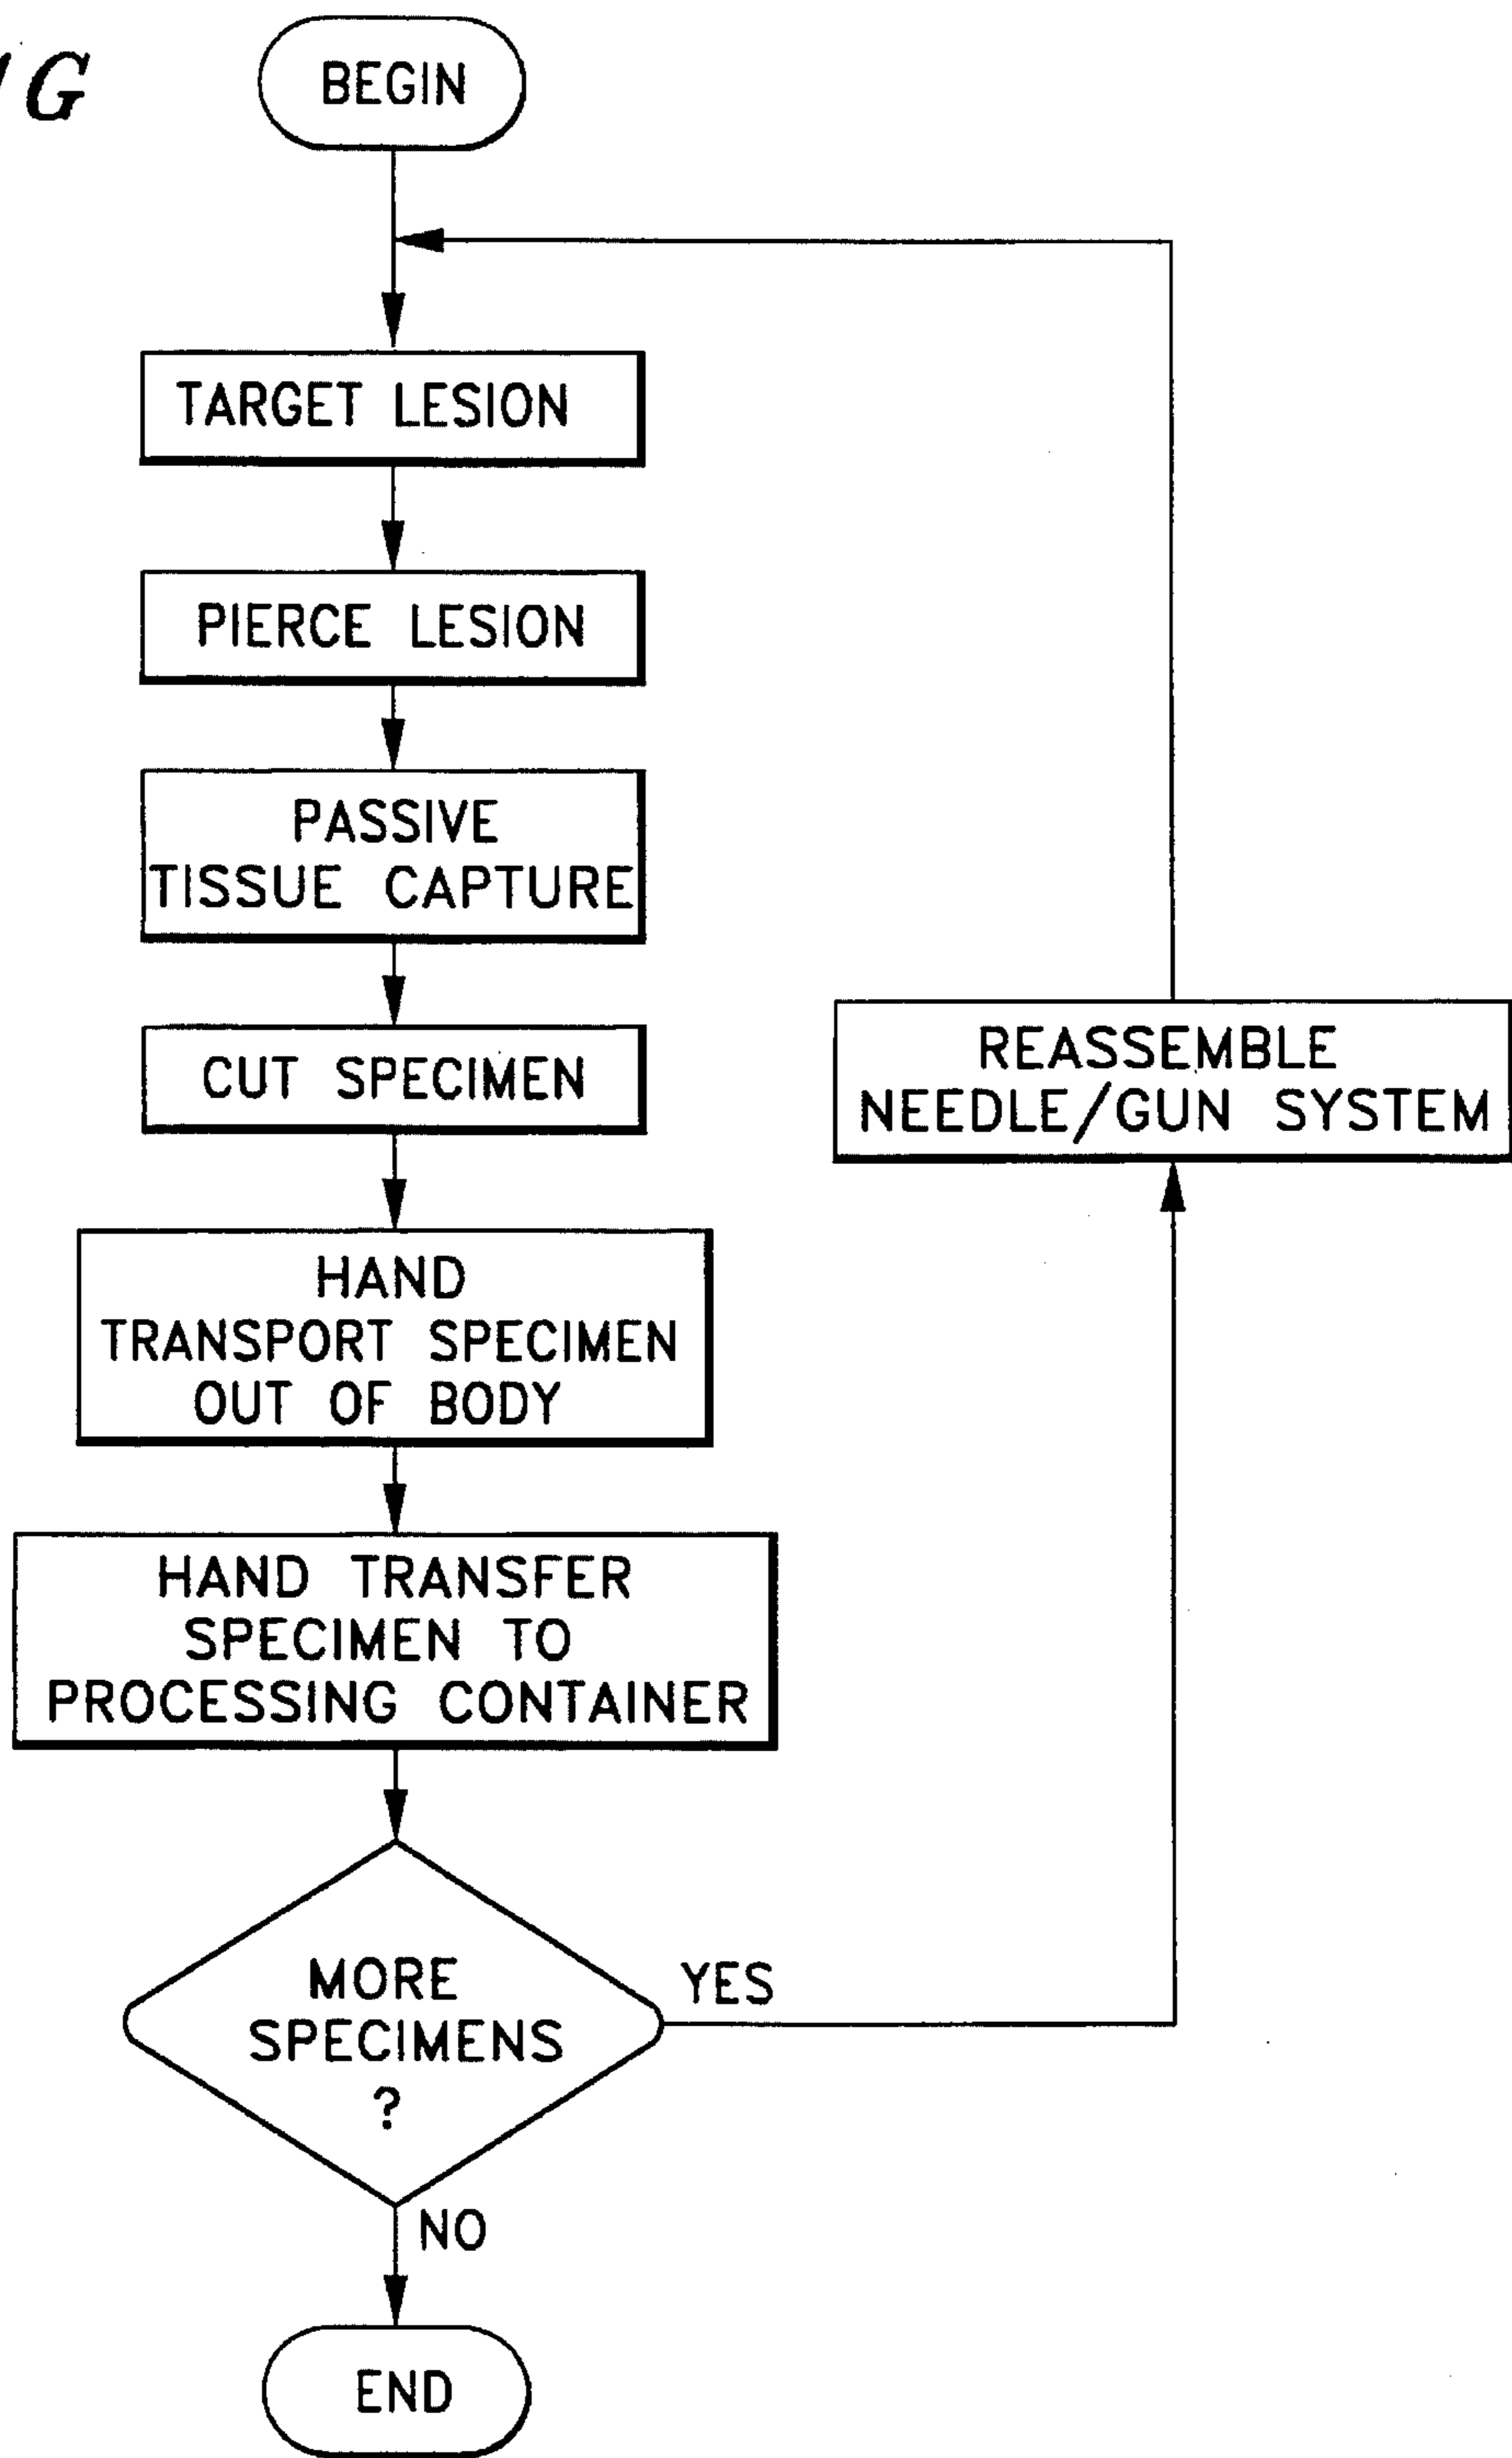 G
BEGIN
TARGET LESION
PIERCE LESION
PASSIVE
TISSUE CAPTURE
CUT SPECIMEN
REASSEMBLE
NEEDLE/GUN SYSTEM
HAND
TRANSPORT SPECIMEN
OUT OF BODY
HAND TRANSFER
SPECIMEN TO
PROCESSING CONTAINER
MORE
SPECIMENS
?
YES
NO
END